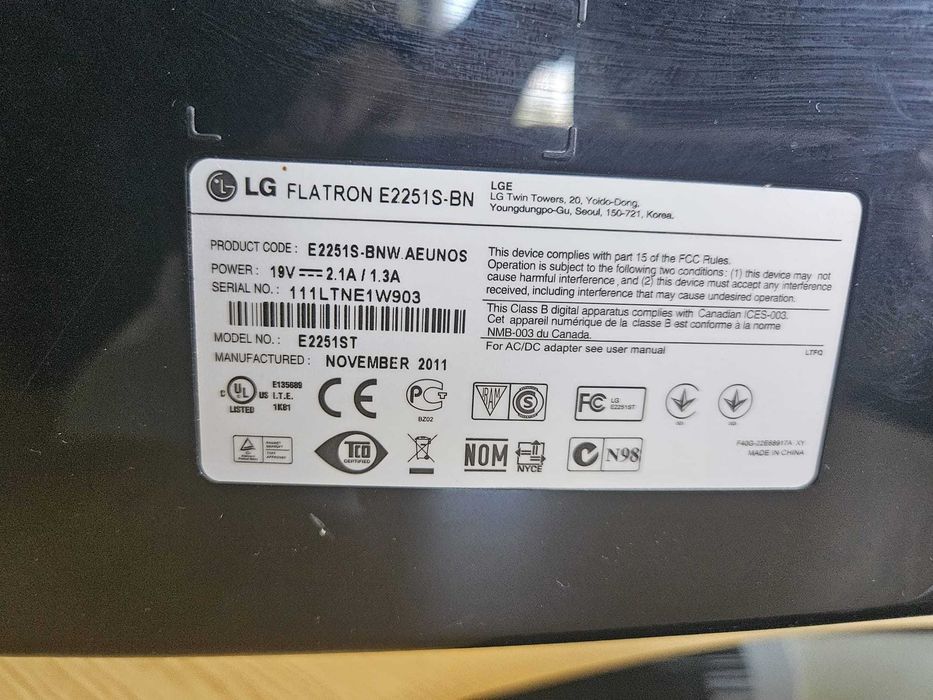 LG FLATRON E2251S-BN
LGE
LG Twin Towers, 20, Yoido-Dong,
Youngdungpo-Gu, Seoul, 150-721, Korea.
PRODUCT CODE : E2251S-BNW.AEUNOS
POWER : 19V 2.1A / 1.3A
SERIAL NO. : 111LTNE1W903
MODEL NO. : E2251ST
MANUFACTURED : NOVEMBER 2011
This device complies with part 15 of the FCC Rules.
Operation is subject to the following two conditions: (1) this device may not
cause harmful interference ,and (2) this device must accept any interference
received, including interference that may cause undesired operation.
This Class B digital apparatus complies with Canadian ICES-003.
Cet appareil numérique de la classe B est conforme à la norme
NMB-003 du Canada.
For AC/DC adapter see user manual
LTFQ
C UL US
LISTED
E135689
I.T.E.
1K81
CE
PCT
BZ02
S
FC
LG
E2251ST
TCO
CERTIFIED
NOM
NYCE
N98
MADE IN CHINA